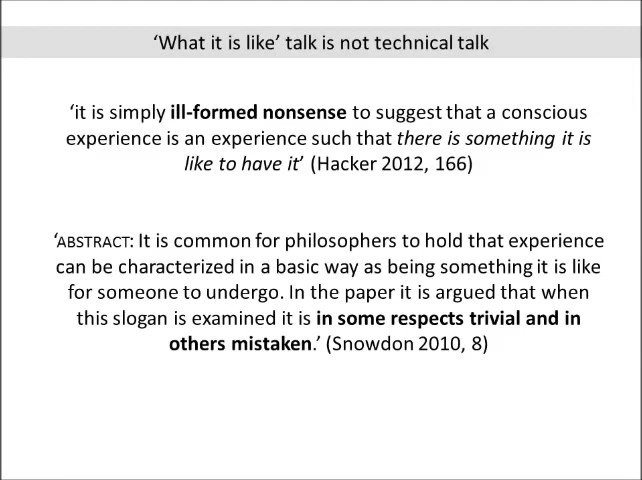 ‘What it is like’ talk is not technical talk
‘it is simply ill-formed nonsense to suggest that a conscious
experience is an experience such that there is something it is
like to have it’ (Hacker 2012, 166)
‘ABSTRACT: It is common for philosophers to hold that experience
can be characterized in a basic way as being something it is like
for someone to undergo. In the paper it is argued that when
this slogan is examined it is in some respects trivial and in
others mistaken.’ (Snowdon 2010, 8)